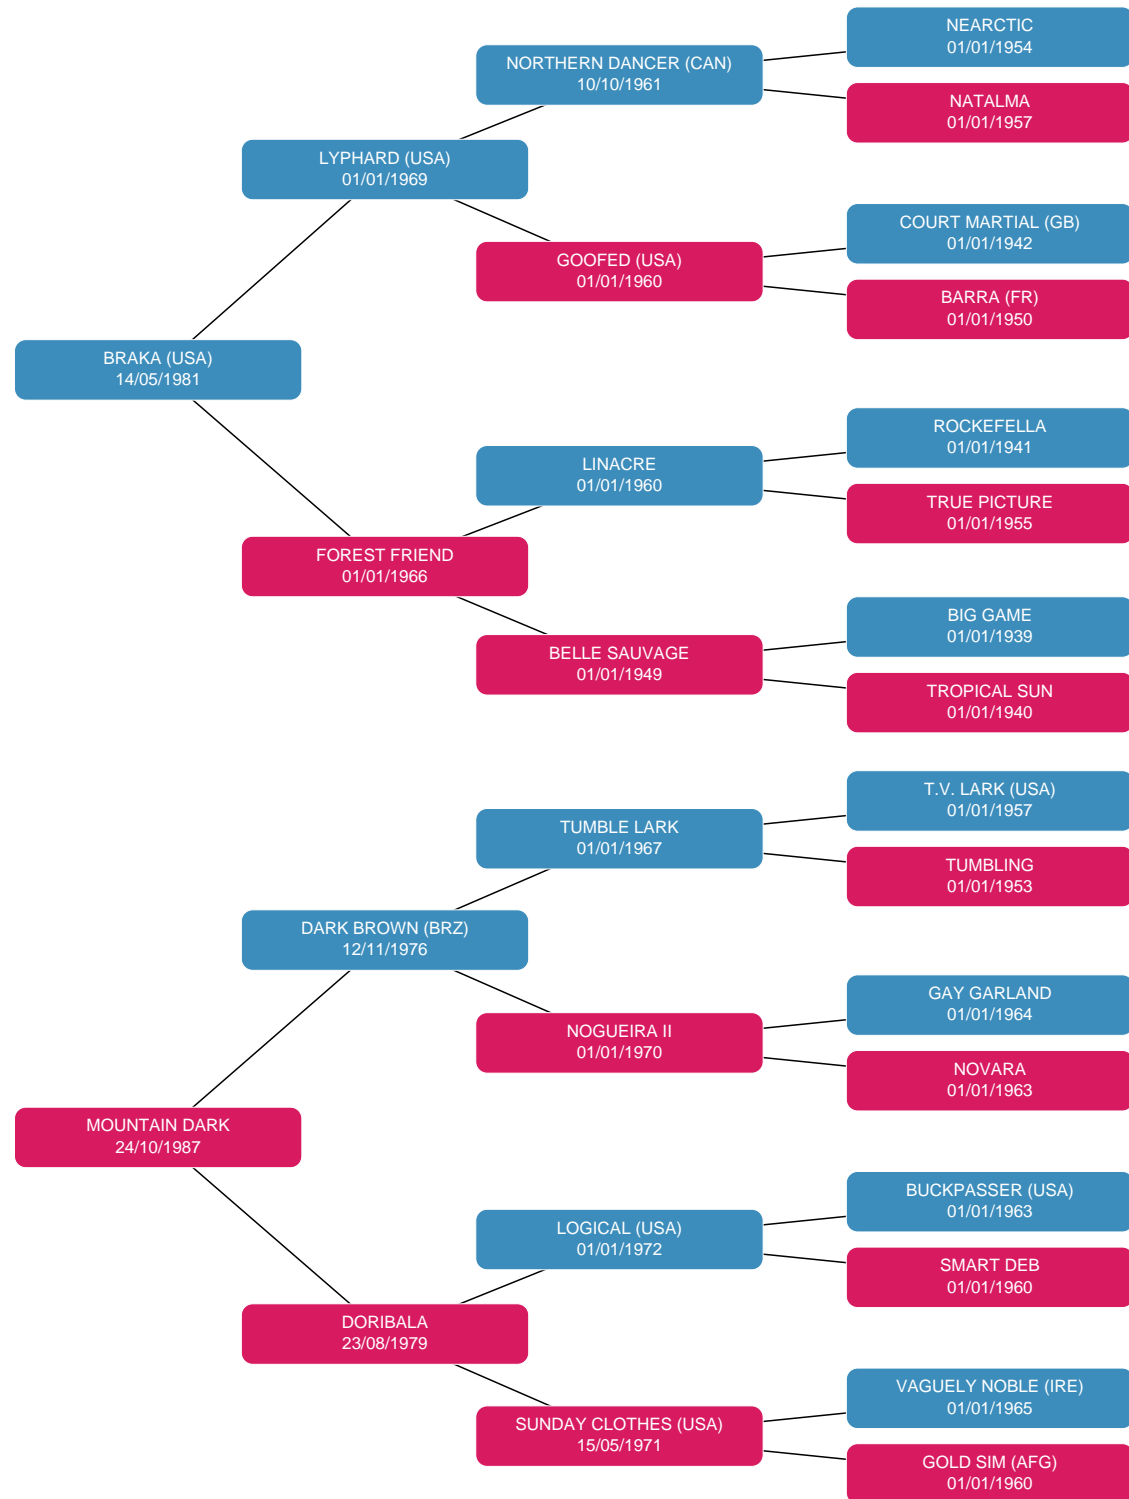 NEARCTIC
01/01/1954
NORTHERN DANCER (CAN)
10/10/1961
NATALMA
01/01/1957
LYPHARD (USA)
01/01/1969
COURT MARTIAL (GB)
01/01/1942
GOOFED (USA)
01/01/1960
BARRA (FR)
01/01/1950
BRAKA (USA)
14/05/1981
ROCKEFELLA
01/01/1941
LINACRE
01/01/1960
TRUE PICTURE
01/01/1955
FOREST FRIEND
01/01/1966
BIG GAME
01/01/1939
BELLE SAUVAGE
01/01/1949
TROPICAL SUN
01/01/1940
T.V. LARK (USA)
01/01/1957
TUMBLE LARK
01/01/1967
TUMBLING
01/01/1953
DARK BROWN (BRZ)
12/11/1976
GAY GARLAND
01/01/1964
NOGUEIRA II
01/01/1970
NOVARA
01/01/1963
MOUNTAIN DARK
24/10/1987
BUCKPASSER (USA)
01/01/1963
LOGICAL (USA)
01/01/1972
SMART DEB
01/01/1960
DORIBALA
23/08/1979
VAGUELY NOBLE (IRE)
01/01/1965
SUNDAY CLOTHES (USA)
15/05/1971
GOLD SIM (AFG)
01/01/1960